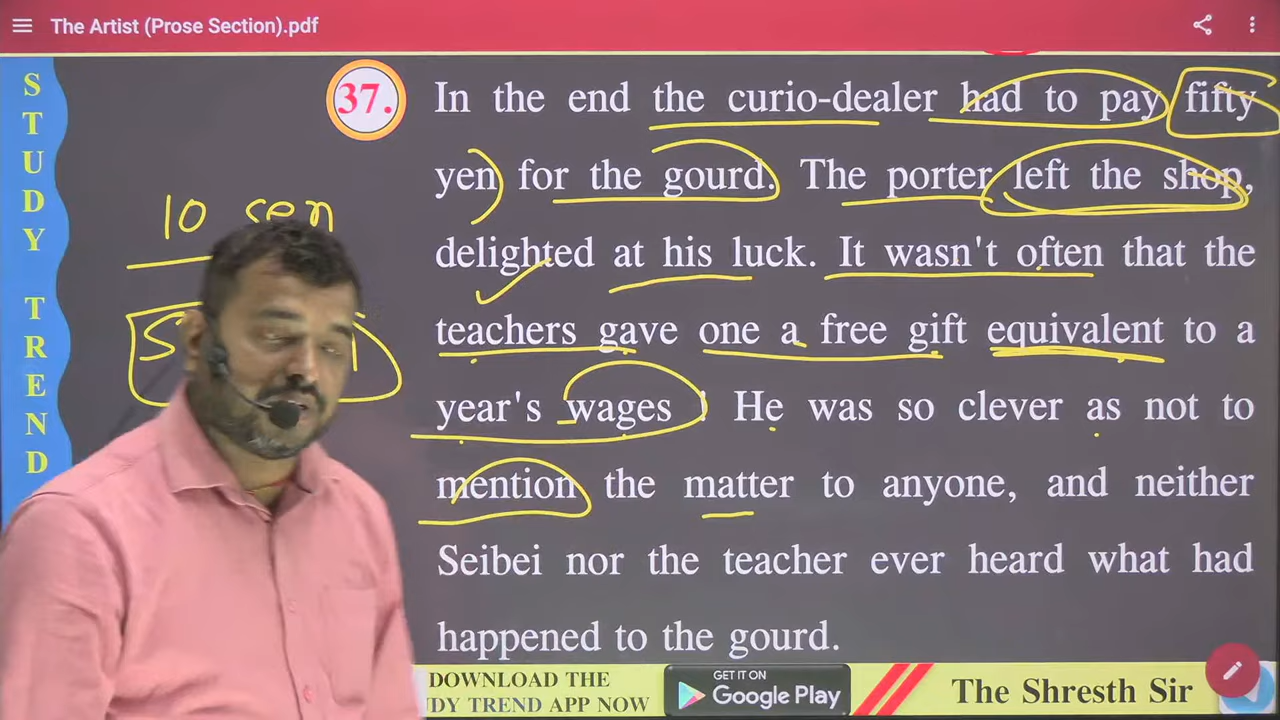 The Artist (Prose Section).pdf
STUDY TREND
37.
In the end the curio-dealer had to pay fifty
yen for the gourd. The porter left the shop,
delighted at his luck. It wasn't often that the
teachers gave one a free gift equivalent to a
year's wages ! He was so clever as not to
mention the matter to anyone, and neither
Seibei nor the teacher ever heard what had
happened to the gourd.
10 sen
DOWNLOAD THE
DY TREND APP NOW
GET IT ON
Google Play
The Shresth Sir